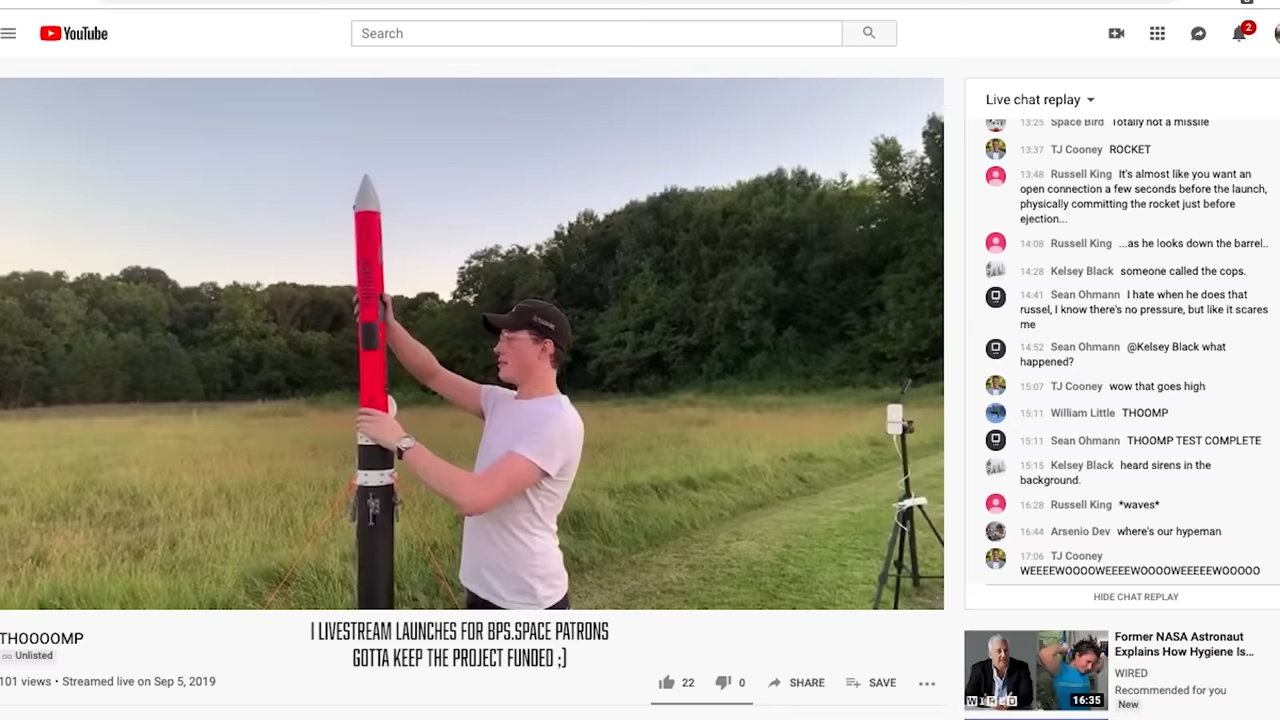 YouTube
Search
2
Live chat replay
13:25 Space Bird Totally not a missile
13:37 TJ Cooney ROCKET
13:48 Russell King It's almost like you want an
open connection a few seconds before the launch,
physically committing the rocket just before
ejection...
14:08 Russell King ...as he looks down the barrel..
14:28 Kelsey Black someone called the cops.
14:41 Sean Ohmann I hate when he does that
russel, I know there's no pressure, but like it scares
me
14:52 Sean Ohmann @Kelsey Black what
happened?
15:07 TJ Cooney wow that goes high
15:11 William Little THOOMP
15:11 Sean Ohmann THOOMP TEST COMPLETE
15:15 Kelsey Black heard sirens in the
background.
16:28 Russell King *waves*
16:44 Arsenio Dev where's our hypeman
17:06 TJ Cooney
WEEEEWOOOOWEEEEWOOOOWEEEEEWOOOOO
HIDE CHAT REPLAY
THOOOOMP
Unlisted
I LIVESTREAM LAUNCHES FOR BPS.SPACE PATRONS
GOTTA KEEP THE PROJECT FUNDED ;)
101 views • Streamed live on Sep 5, 2019
22
0
SHARE
SAVE
WIRED
16:35
Former NASA Astronaut
Explains How Hygiene Is...
WIRED
Recommended for you
New